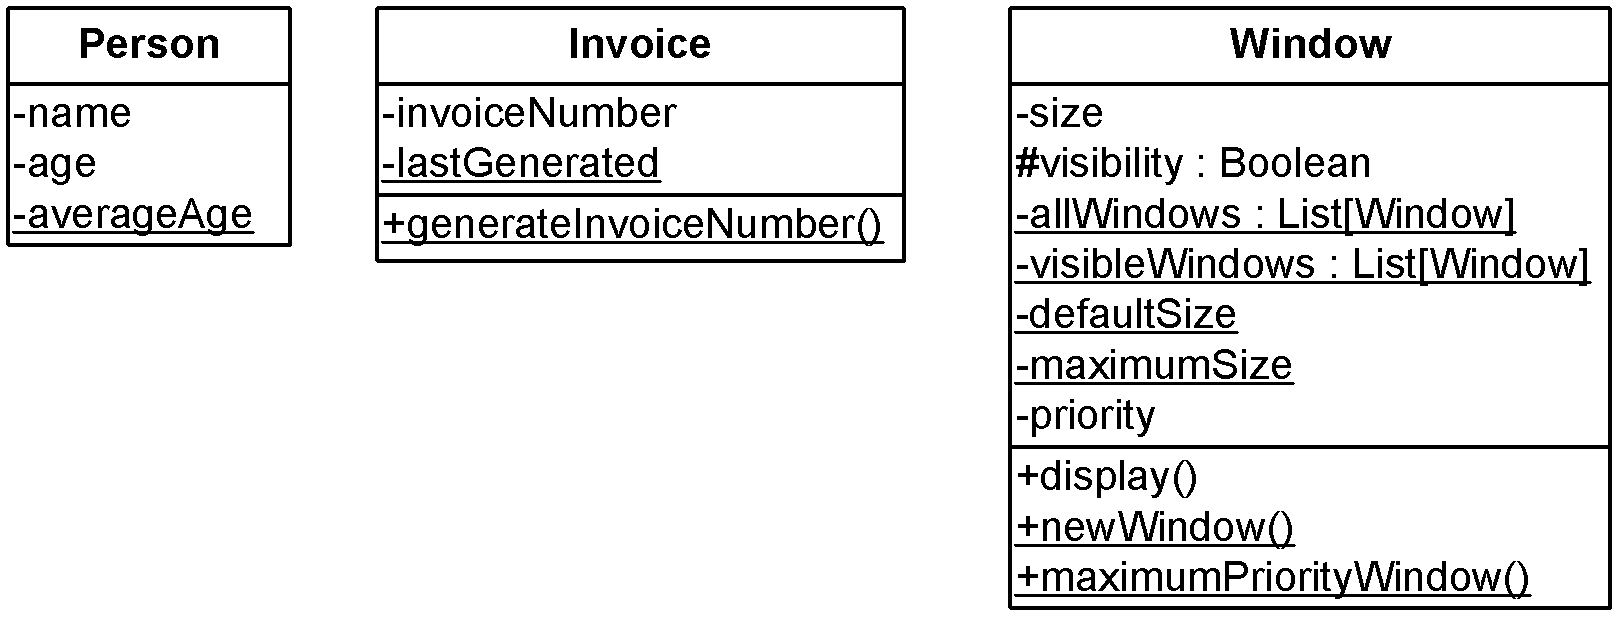 Person
-name
-age
-averageAge
Invoice
-invoiceNumber
-lastGenerated
+generateInvoiceNumber()
Window
-size
#visibility : Boolean
-allWindows : List[Window]
-visibleWindows : List[Window]
-defaultSize
-maximumSize
-priority
+display()
+newWindow()
+maximumPriorityWindow()